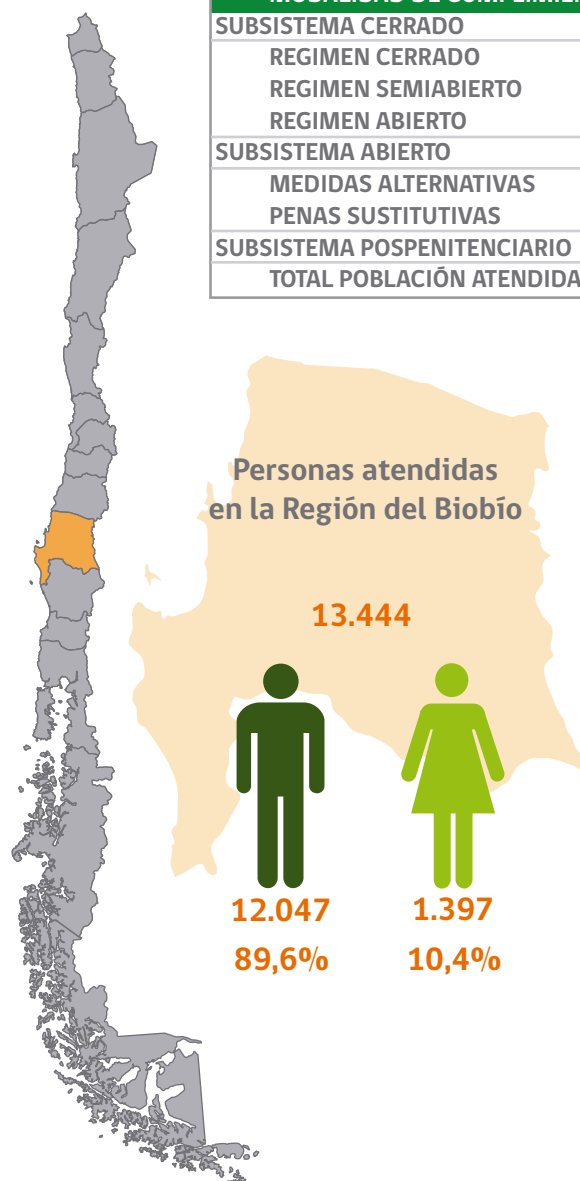 SUBSISTEMA CERRADO
REGIMEN CERRADO
REGIMEN SEMIABIERTO
REGIMEN ABIERTO
SUBSISTEMA ABIERTO
MEDIDAS ALTERNATIVAS
PENAS SUSTITUTIVAS
SUBSISTEMA POSPENITENCIARIO
TOTAL POBLACIÓN ATENDIDA
Personas atendidas
en la Región del Biobío
13.444
12.047 1.397
89,6% 10,4%